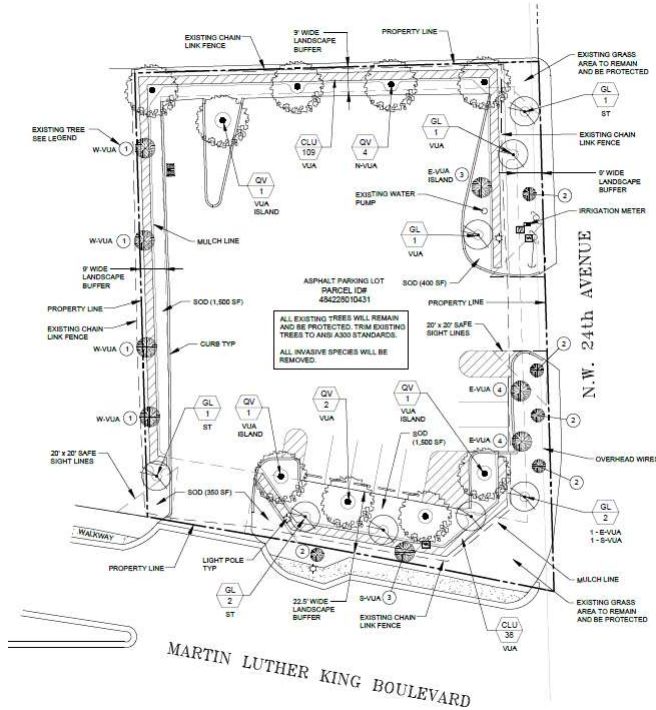 EXISTING CHAIN
LINK FENCE
9' WIDE
LANDSCAPE
BUFFER
PROPERTY LINE
EXISTING GRASS
AREA TO REMAIN
AND BE PROTECTED
GL
1
ST
EXISTING TREE
SEE LEGEND
W-VUA 1
QV
1
VUA
ISLAND
CLU
109
VUA
QV
4
N-VUA
GL
1
VUA
EXISTING CHAIN
LINK FENCE
E-VUA
ISLAND
3
9' WIDE
LANDSCAPE
BUFFER
2
EXISTING WATER
PUMP
IRRIGATION METER
GL
1
VUA
W-VUA 1
MULCH LINE
9' WIDE
LANDSCAPE
BUFFER
SOD (1,500 SF)
ASPHALT PARKING LOT
PARCEL ID#
484228010431
SOD (400 SF)
PROPERTY LINE
N.W. 24th AVENUE
PROPERTY LINE
EXISTING CHAIN
LINK FENCE
CURB TYP
ALL EXISTING TREES WILL REMAIN
AND BE PROTECTED. TRIM EXISTING
TREES TO ANSI A300 STANDARDS.
ALL INVASIVE SPECIES WILL BE
REMOVED.
20' x 20' SAFE
SIGHT LINES
W-VUA 1
2
E-VUA 4
W-VUA 1
GL
1
ST
QV
1
VUA
ISLAND
QV
2
VUA
QV
1
VUA
ISLAND
2
SOD
(1,500 SF)
E-VUA 4
OVERHEAD WIRES
2
20' x 20' SAFE
SIGHT LINES
SOD (350 SF)
GL
2
1 - E-VUA
1 - S-VUA
WALKWAY
PROPERTY LINE
LIGHT POLE
TYP
2
GL
2
ST
22.5' WIDE
LANDSCAPE
BUFFER
S-VUA 3
EXISTING CHAIN
LINK FENCE
CLU
38
VUA
MULCH LINE
EXISTING GRASS
AREA TO REMAIN
AND BE PROTECTED
MARTIN LUTHER KING BOULEVARD